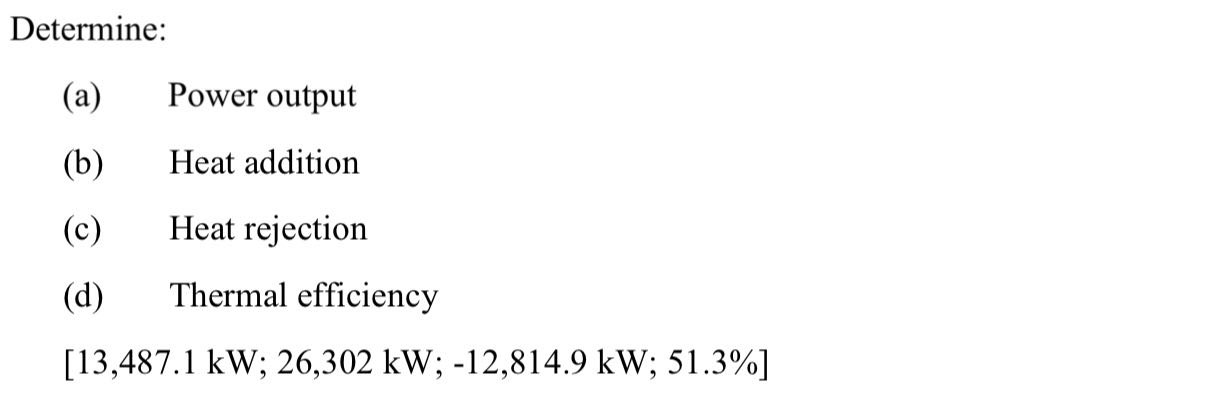 Determine:
(a) Power output
(b) Heat addition
(c) Heat rejection
(d) Thermal efficiency
[13,487.1 kW; 26,302 kW; -12,814.9 kW; 51.3%]